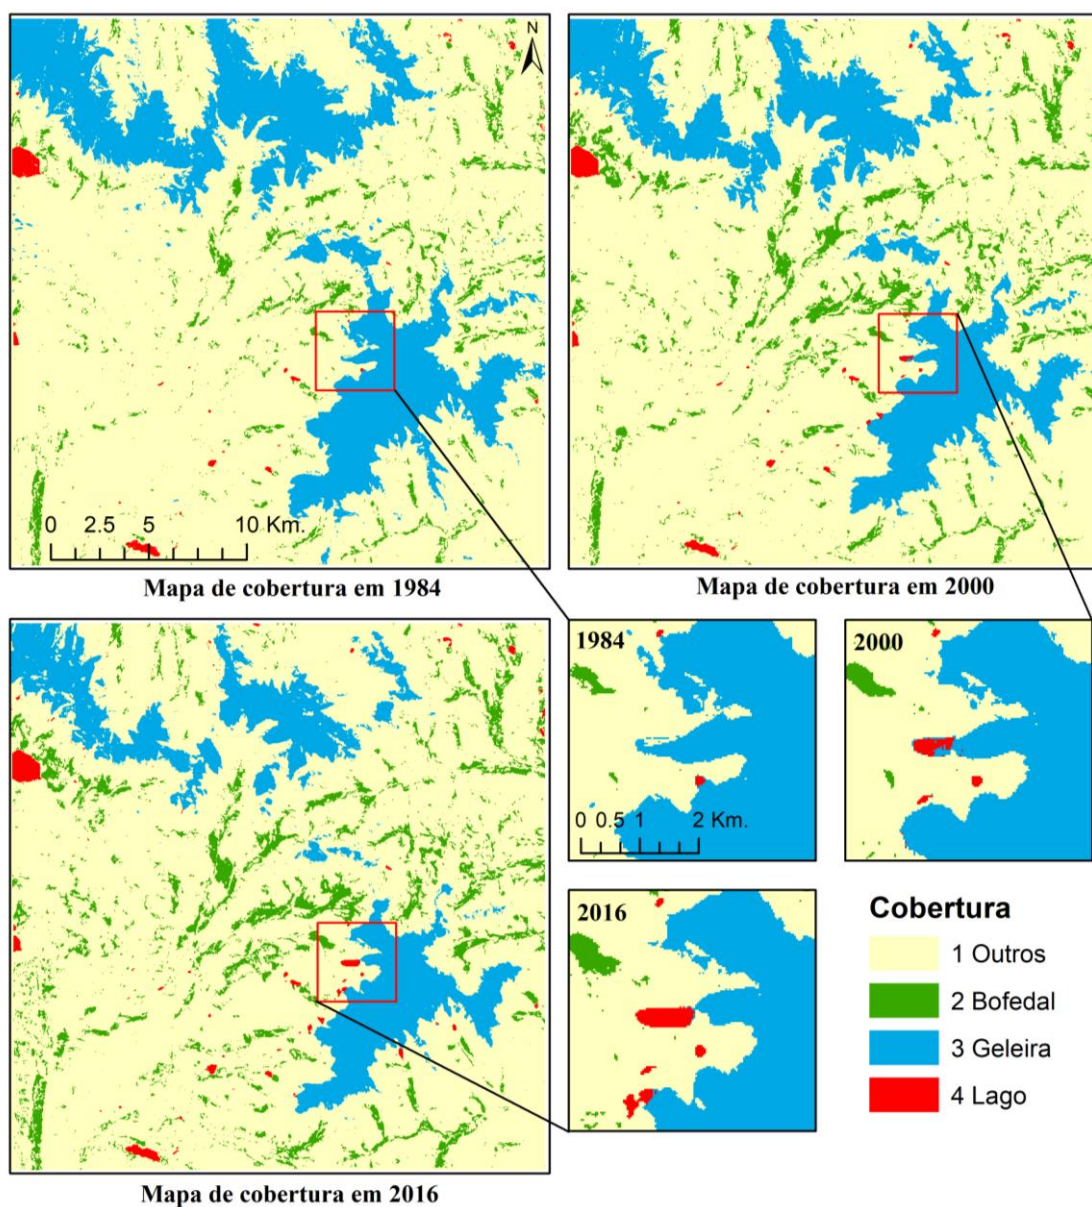 N
0 2.5 5 10 Km.
Mapa de cobertura em 1984
Mapa de cobertura em 2000
1984
0 0.5 1 2 Km.
2000
2016
Cobertura
1 Outros
2 Bofedal
3 Geleira
4 Lago
Mapa de cobertura em 2016